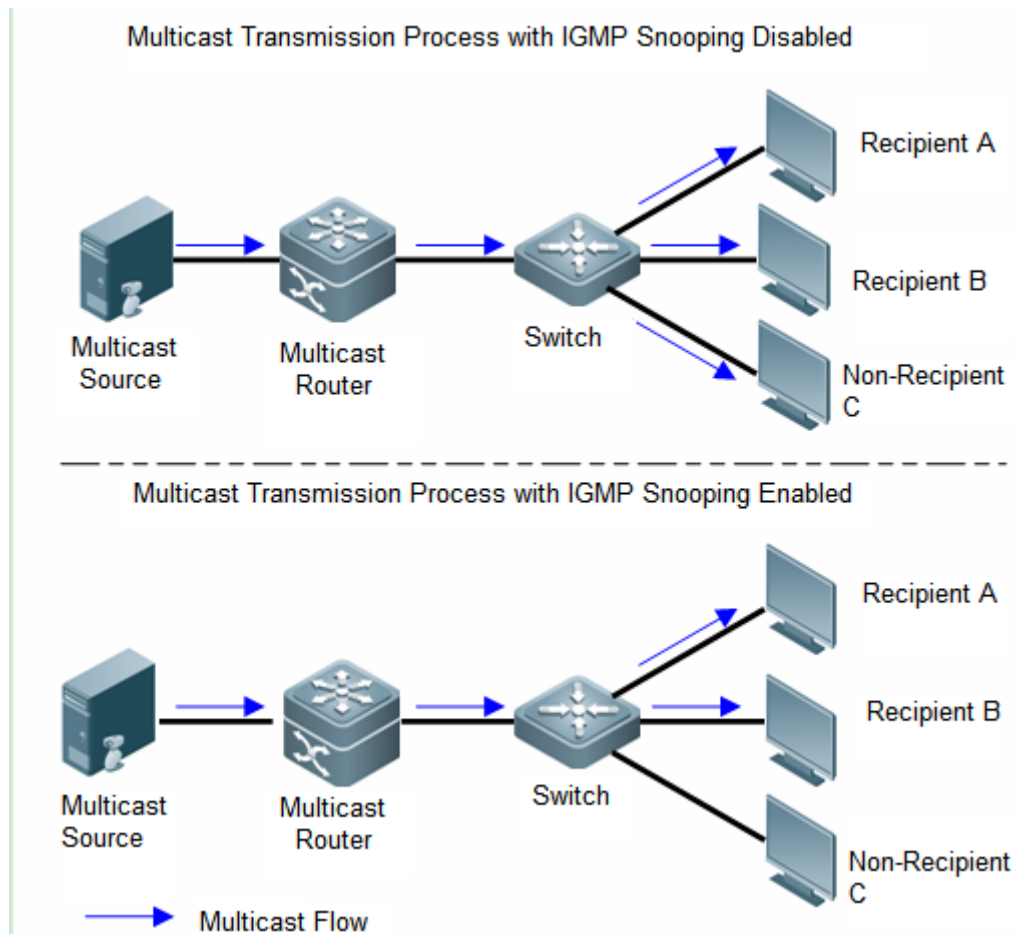 Multicast Transmission Process with IGMP Snooping Disabled
Recipient A
Recipient B
Non-Recipient
C
Multicast
Source
Multicast
Router
Switch
Multicast Transmission Process with IGMP Snooping Enabled
Recipient A
Recipient B
Non-Recipient
C
Multicast
Source
Multicast
Router
Switch
Multicast Flow